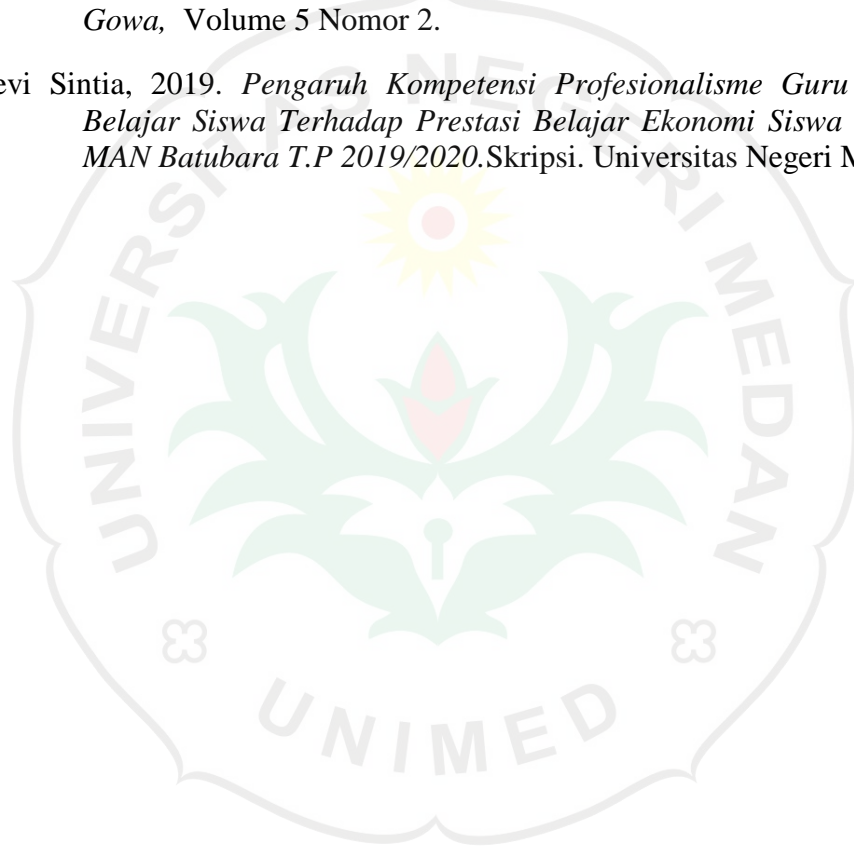 Gowa, Volume 5 Nomor 2.
evi Sintia, 2019. Pengaruh Kompetensi Profesionalisme Guru
Belajar Siswa Terhadap Prestasi Belajar Ekonomi Siswa
MAN Batubara T.P 2019/2020.Skripsi. Universitas Negeri M
UNIVERSITAS NEGERI MEDAN
UNIMED